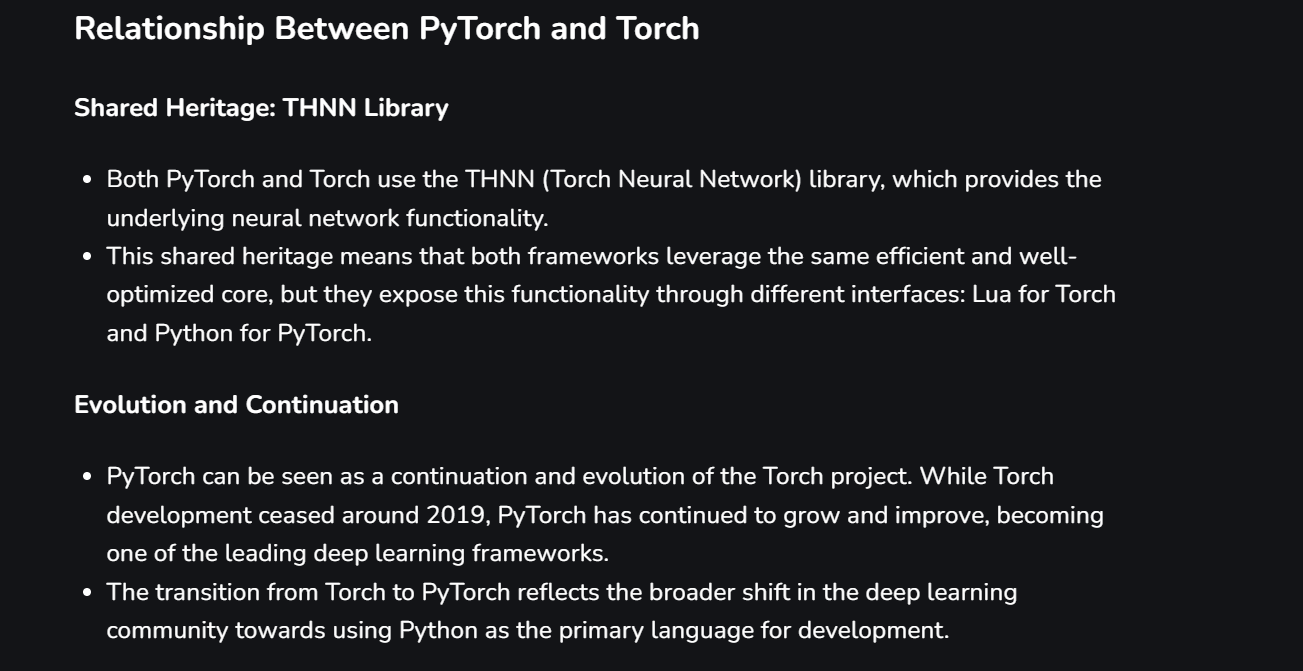 Relationship Between PyTorch and Torch
Shared Heritage: THNN Library
• Both PyTorch and Torch use the THNN (Torch Neural Network) library, which provides the
underlying neural network functionality.
• This shared heritage means that both frameworks leverage the same efficient and well-
optimized core, but they expose this functionality through different interfaces: Lua for Torch
and Python for PyTorch.
Evolution and Continuation
• PyTorch can be seen as a continuation and evolution of the Torch project. While Torch
development ceased around 2019, PyTorch has continued to grow and improve, becoming
one of the leading deep learning frameworks.
• The transition from Torch to PyTorch reflects the broader shift in the deep learning
community towards using Python as the primary language for development.